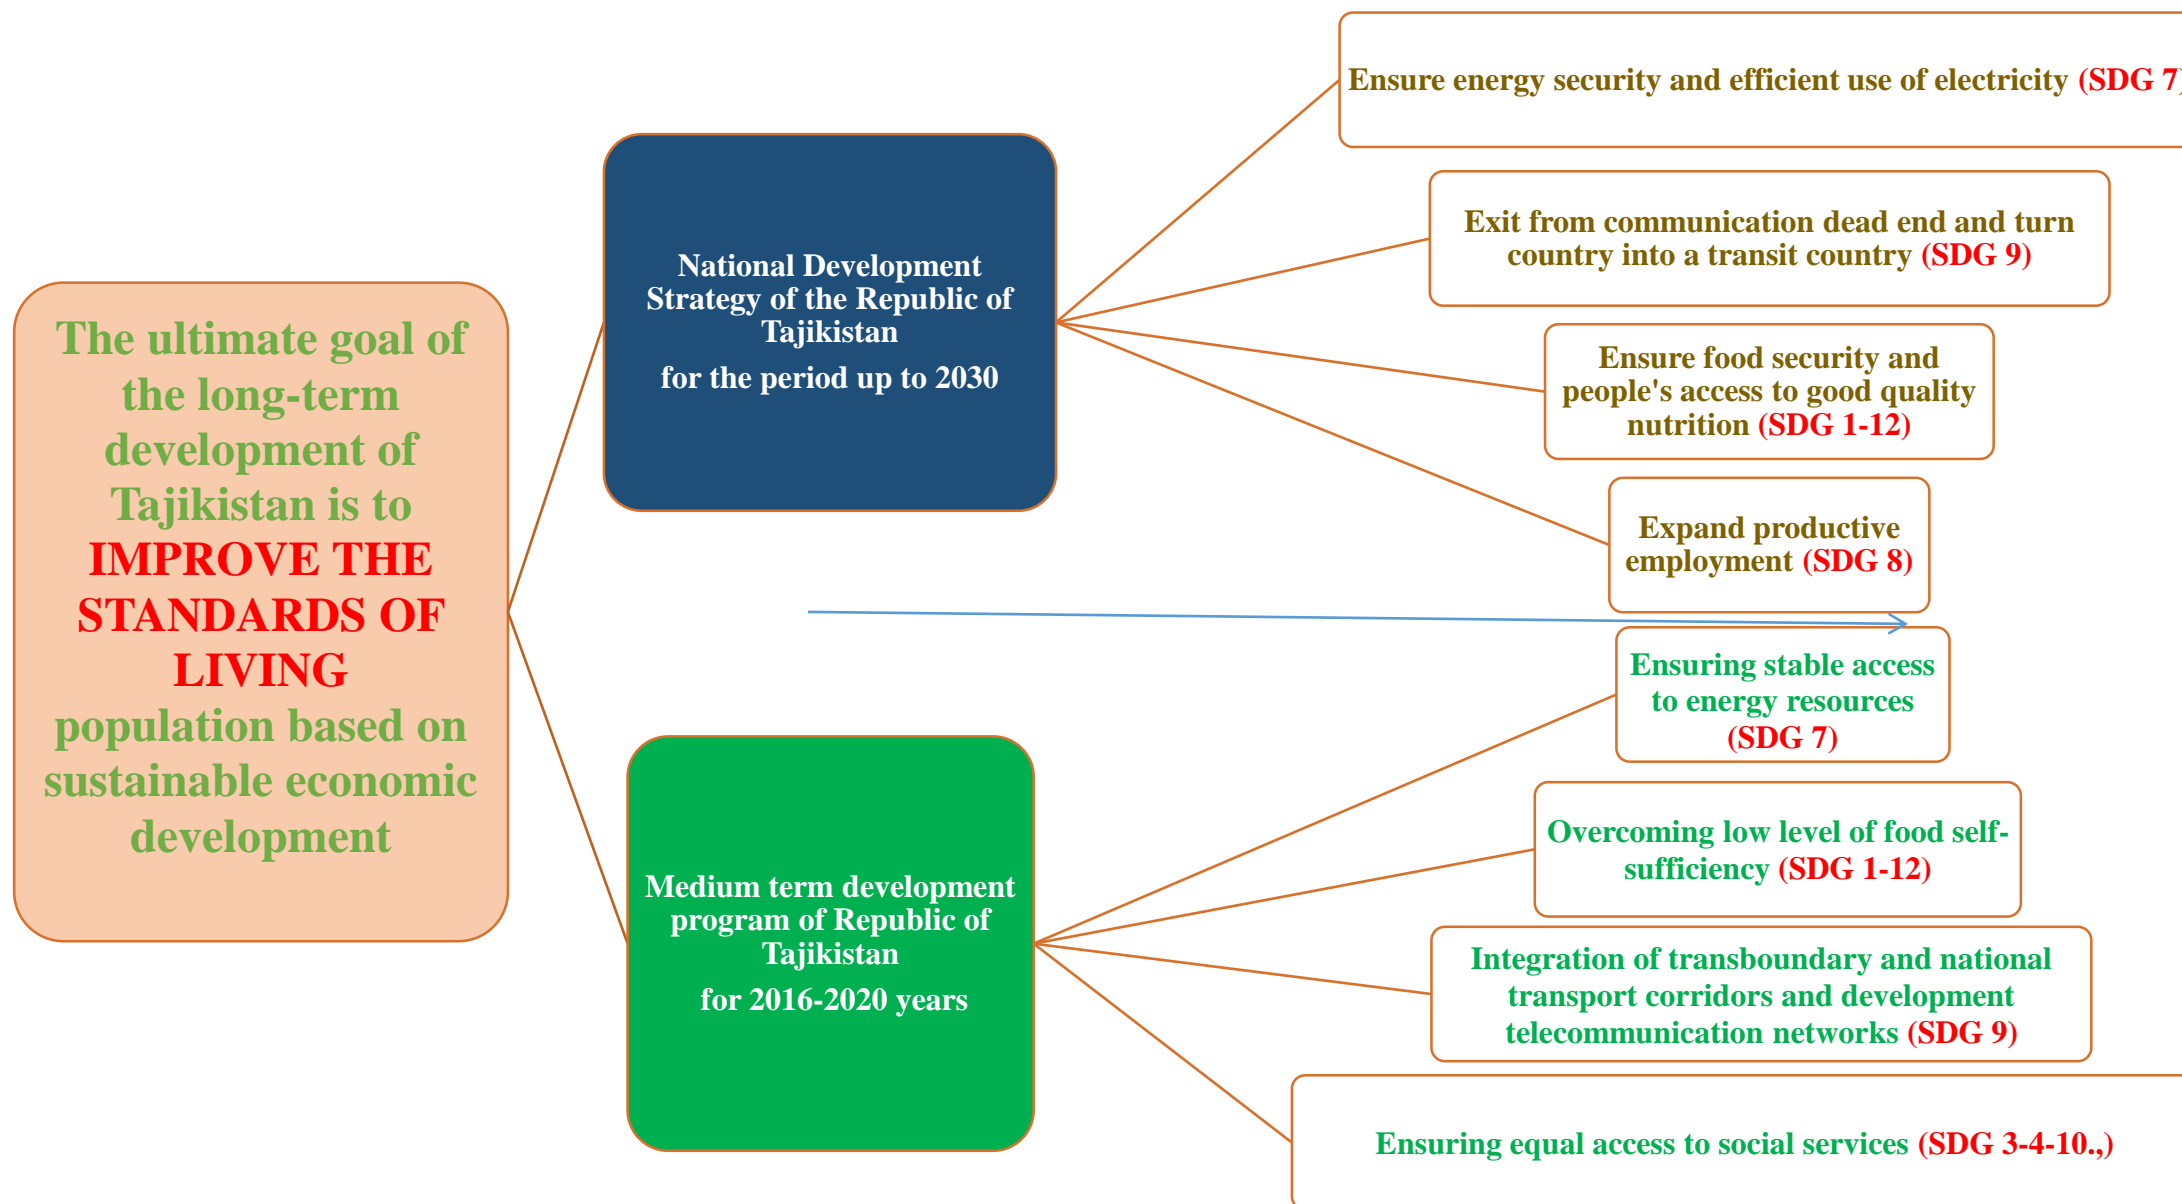 The ultimate goal of
the long-term
development of
Tajikistan is to
IMPROVE THE
STANDARDS OF
LIVING
population based on
sustainable economic
development
National Development
Strategy of the Republic of
Tajikistan
for the period up to 2030
Ensure energy security and efficient use of electricity (SDG 7)
Exit from communication dead end and turn
country into a transit country (SDG 9)
Ensure food security and
people's access to good quality
nutrition (SDG 1-12)
Expand productive
employment (SDG 8)
Medium term development
program of Republic of
Tajikistan
for 2016-2020 years
Ensuring stable access
to energy resources
(SDG 7)
Overcoming low level of food self-
sufficiency (SDG 1-12)
Integration of transboundary and national
transport corridors and development
telecommunication networks (SDG 9)
Ensuring equal access to social services (SDG 3-4-10.,)